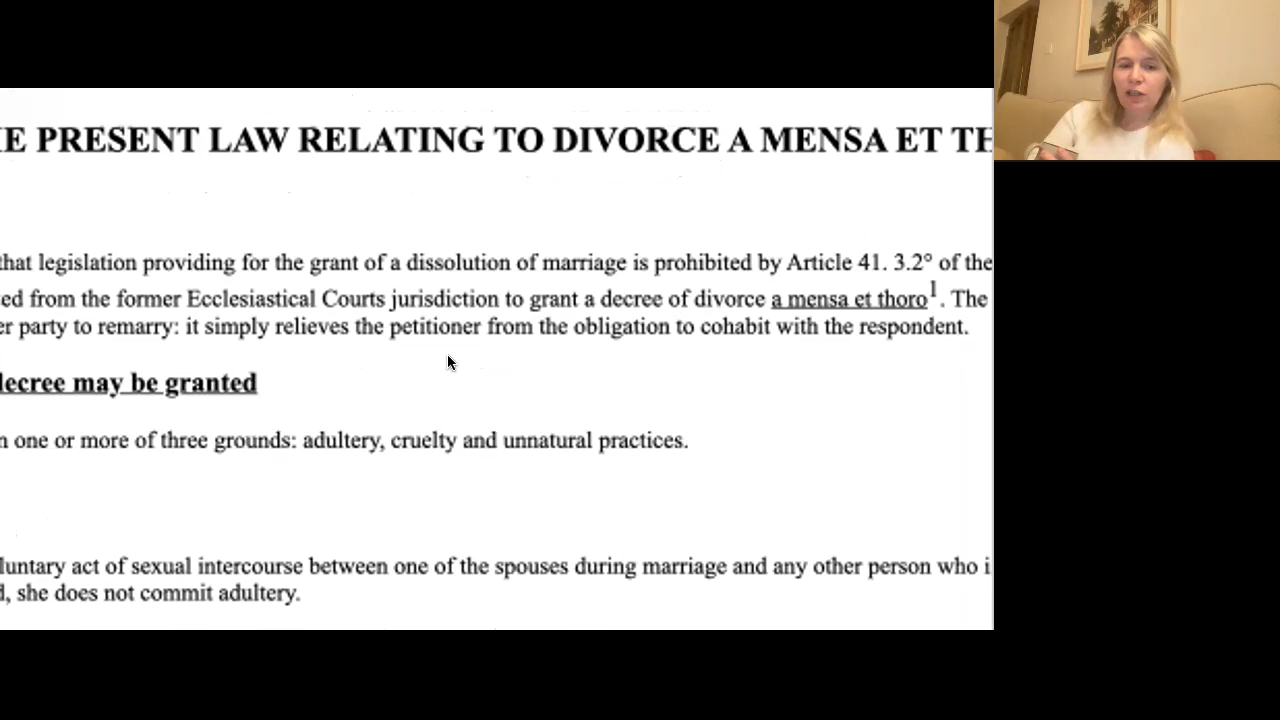 E PRESENT LAW RELATING TO DIVORCE A MENSA ET TH
that legislation providing for the grant of a dissolution of marriage is prohibited by Article 41. 3.2° of the
ed from the former Ecclesiastical Courts jurisdiction to grant a decree of divorce a mensa et thoro1. The
er party to remarry: it simply relieves the petitioner from the obligation to cohabit with the respondent.
decree may be granted
n one or more of three grounds: adultery, cruelty and unnatural practices.
luntary act of sexual intercourse between one of the spouses during marriage and any other person who i
d, she does not commit adultery.